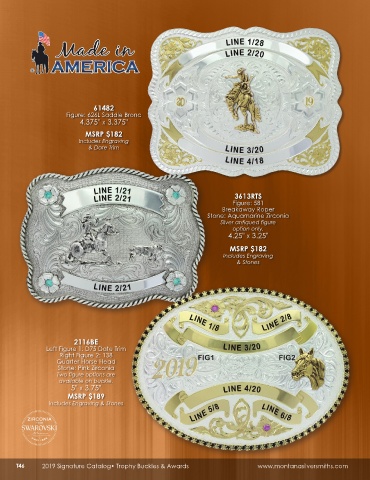 Made in
AMERICA
LINE 1/28
LINE 2/20
20
19
LINE 3/20
LINE 4/18
61482
Figure: 626L Saddle Bronc
4.375" x 3.375"
MSRP $182
Includes Engraving
& Date Trim
LINE 1/21
LINE 2/21
LINE 2/21
3613RTS
Figure: 581
Breakaway Roper
Stone: Aquamarine Zirconia
Silver antiqued figure
option only.
4.25" x 3.25"
MSRP $182
Includes Engraving
& Stones
21168E
Left Figure 1: D75 Date Trim
Right Figure 2: 138
Quarter Horse Head
Stone: Pink Zirconia
Two figure options are
available on buckle.
5" x 3.75"
MSRP $189
Includes Engraving & Stones
LINE 1/8
LINE 2/8
LINE 3/20
FIG1
FIG2
2019
LINE 4/20
LINE 5/8
LINE 6/8
ZIRCONIA
SWAROVSKI
146
2019 Signature Catalog• Trophy Buckles & Awards
www.montanasilversmiths.com